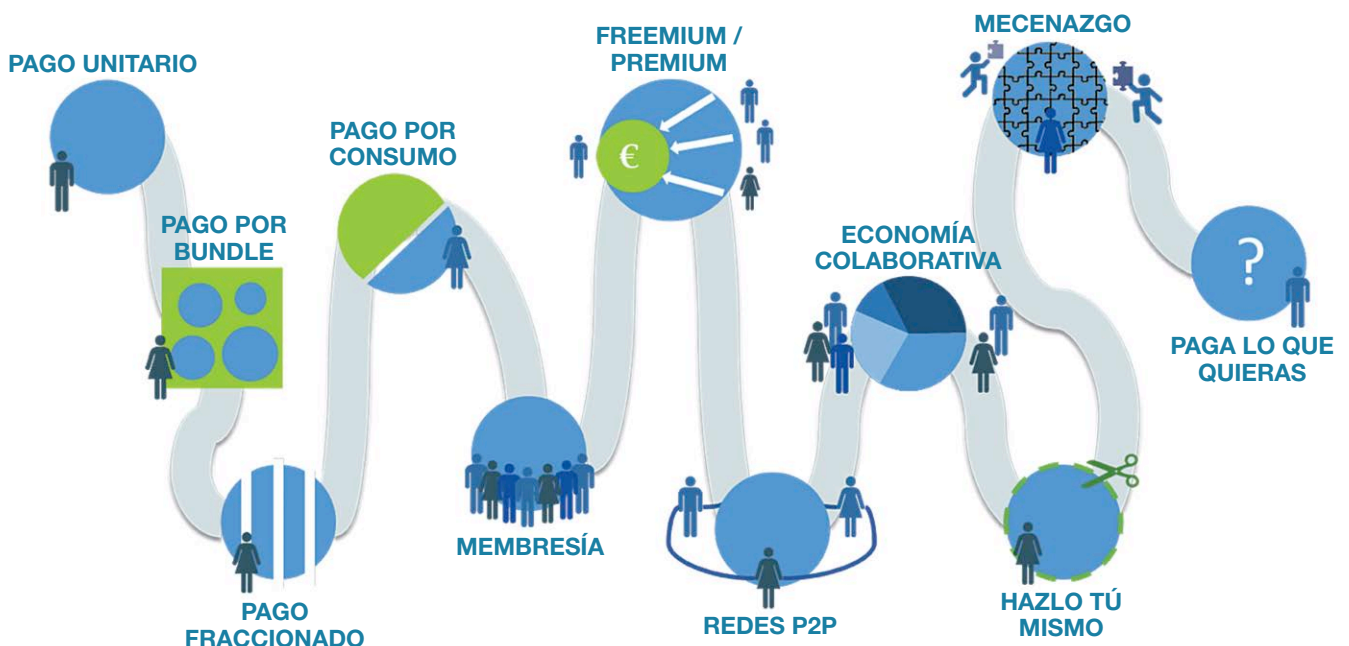 PAGO UNITARIO
PAGO POR
BUNDLE
PAGO
FRACCIONADO
PAGO POR
CONSUMO
MEMBRESÍA
FREEMIUM /
PREMIUM
€
REDES P2P
ECONOMÍA
COLABORATIVA
HAZLO TÚ
MISMO
MECENAZGO
?
PAGA LO QUE
QUIERAS